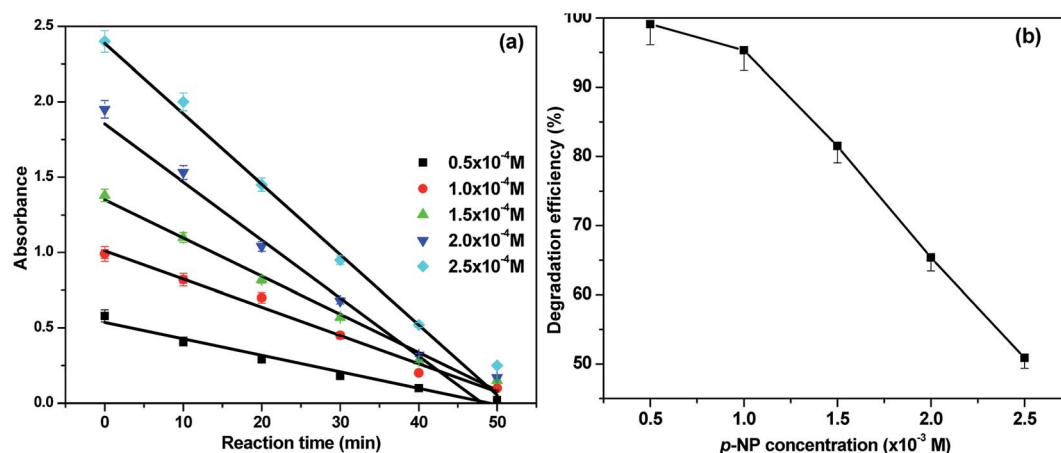 (a)
2.5
2.0
1.5
1.0
0.5
0.0
Absorbance
0.5x10⁻⁴M
1.0x10⁻⁴M
1.5x10⁻⁴M
2.0x10⁻⁴M
2.5x10⁻⁴M
0 10 20 30 40 50
Reaction time (min)
(b)
100
90
80
70
60
50
Degradation efficiency (%)
0.5 1.0 1.5 2.0 2.5
p-NP concentration (x10⁻³ M)